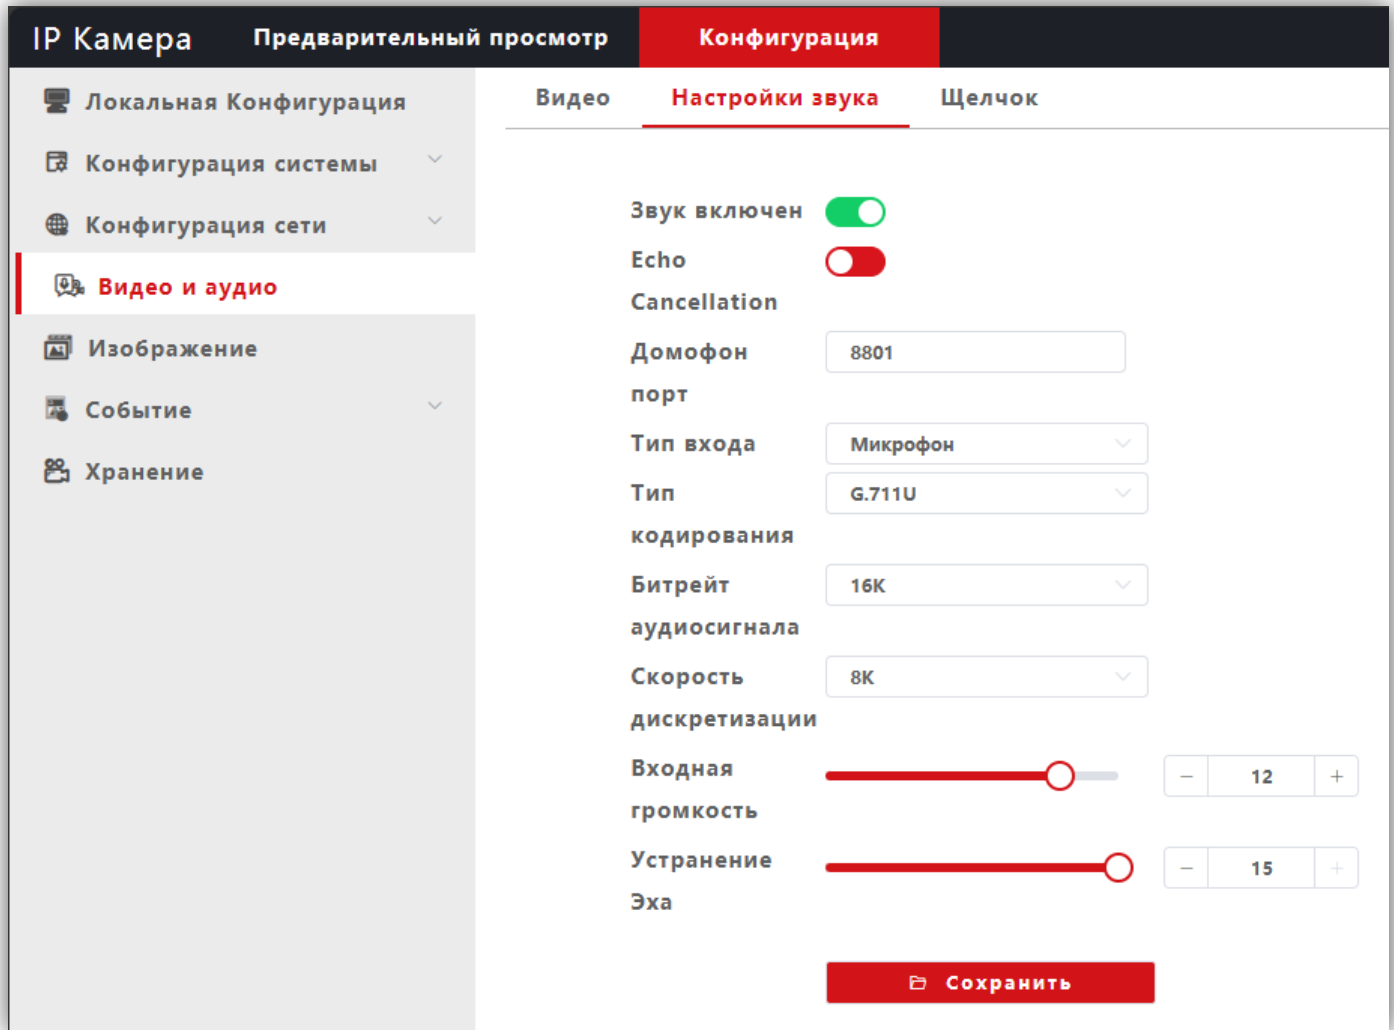 IP Камера Предварительный просмотр Конфигурация
Локальная Конфигурация
Конфигурация системы
Конфигурация сети
Видео и аудио
Изображение
Событие
Хранение
Видео Настройки звука Щелчок
Звук включен
Echo
Cancellation
Домофон 8801
порт
Тип входа Микрофон
Тип G.711U
кодирования
Битрейт 16K
аудиосигнала
Скорость 8K
дискретизации
Входная − 12 +
громкость
Устранение − 15 +
Эха
Сохранить